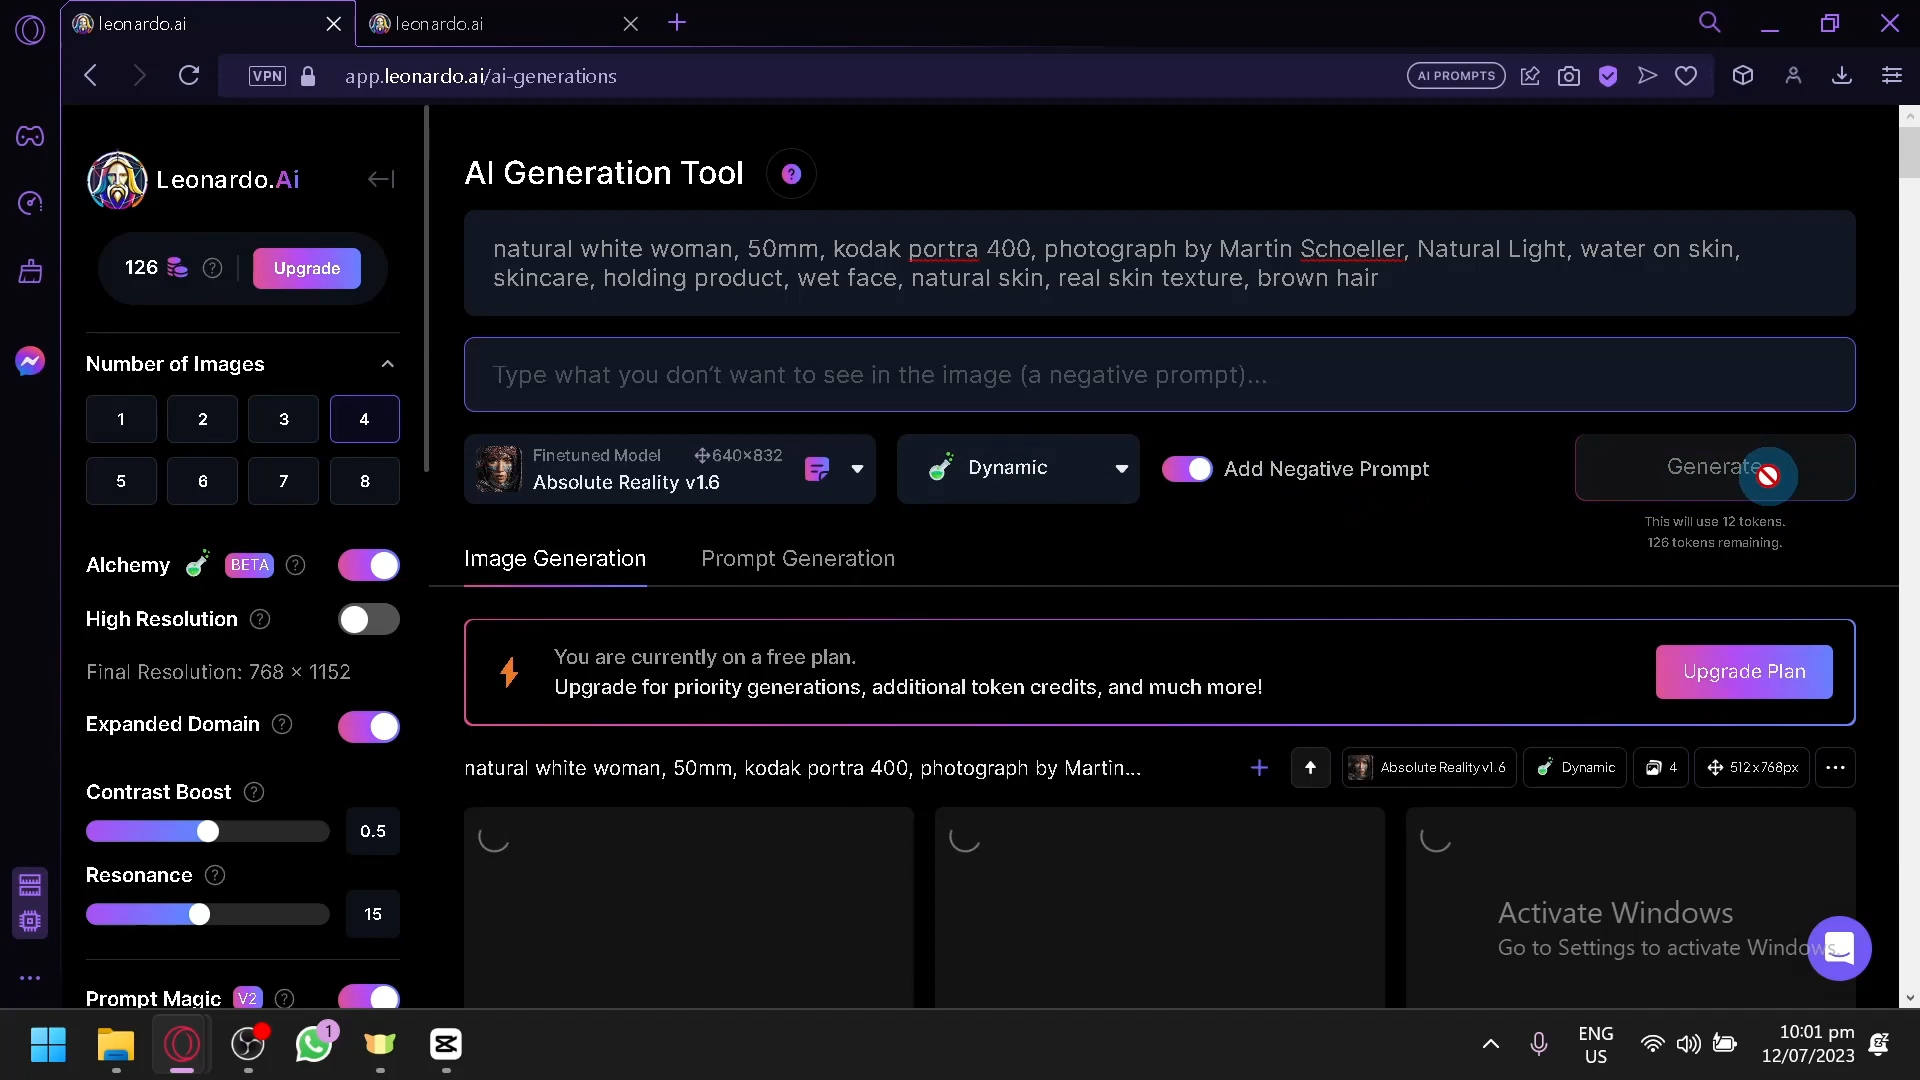 leonardo.ai
leonardo.ai
VPN
app.leonardo.ai/ai-generations
AI PROMPTS
Leonardo.Ai
126
Upgrade
Number of Images
1 2 3 4
5 6 7 8
Alchemy BETA
High Resolution
Final Resolution: 768 × 1152
Expanded Domain
Contrast Boost
0.5
Resonance
15
Prompt Magic V2
AI Generation Tool
natural white woman, 50mm, kodak portra 400, photograph by Martin Schoeller, Natural Light, water on skin,
skincare, holding product, wet face, natural skin, real skin texture, brown hair
Type what you don't want to see in the image (a negative prompt)...
Finetuned Model 640×832
Absolute Reality v1.6
Dynamic
Add Negative Prompt
Generate
This will use 12 tokens.
126 tokens remaining.
Image Generation
Prompt Generation
You are currently on a free plan.
Upgrade for priority generations, additional token credits, and much more!
Upgrade Plan
natural white woman, 50mm, kodak portra 400, photograph by Martin...
Absolute Reality v1.6
Dynamic
4
512x768px
Activate Windows
Go to Settings to activate Windows.
1
ENG
US
10:01 pm
12/07/2023